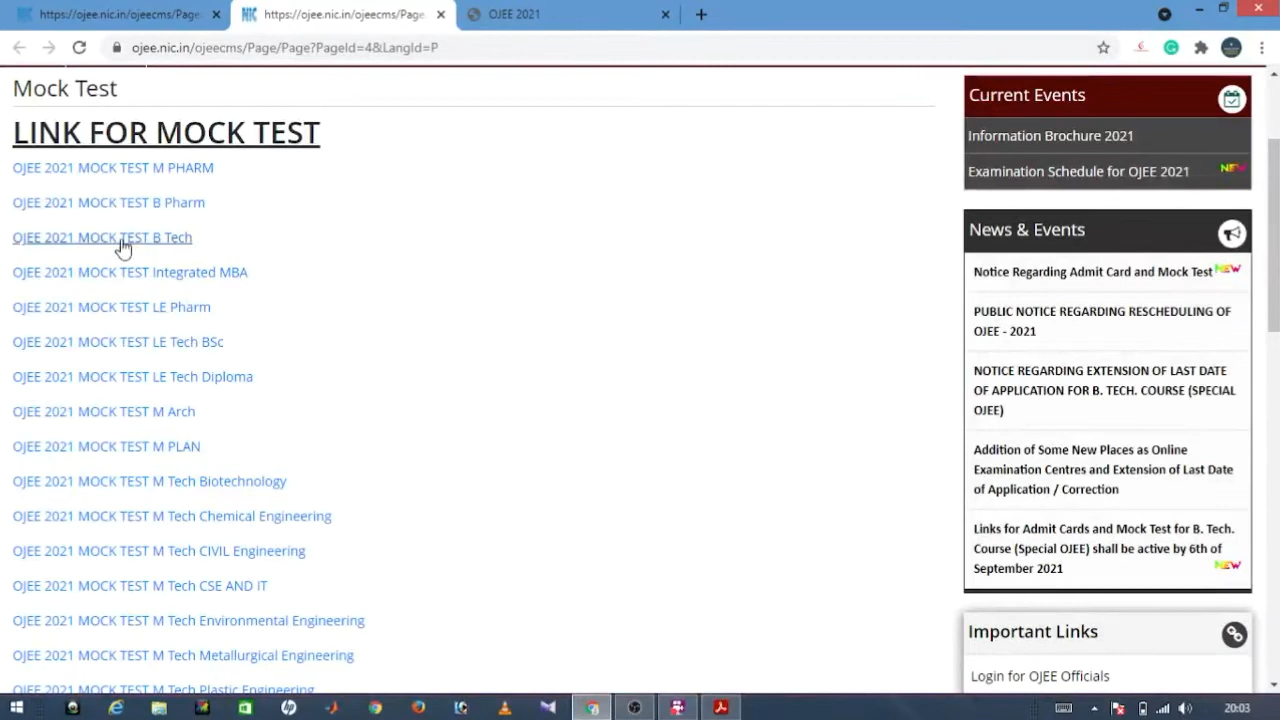 https://ojee.nic.in/ojeecms/Page
https://ojee.nic.in/ojeecms/Page
OJEE 2021
ojee.nic.in/ojeecms/Page/Page?PageId=4&LangId=P
Mock Test
LINK FOR MOCK TEST
OJEE 2021 MOCK TEST M PHARM
OJEE 2021 MOCK TEST B Pharm
OJEE 2021 MOCK TEST B Tech
OJEE 2021 MOCK TEST Integrated MBA
OJEE 2021 MOCK TEST LE Pharm
OJEE 2021 MOCK TEST LE Tech BSc
OJEE 2021 MOCK TEST LE Tech Diploma
OJEE 2021 MOCK TEST M Arch
OJEE 2021 MOCK TEST M PLAN
OJEE 2021 MOCK TEST M Tech Biotechnology
OJEE 2021 MOCK TEST M Tech Chemical Engineering
OJEE 2021 MOCK TEST M Tech CIVIL Engineering
OJEE 2021 MOCK TEST M Tech CSE AND IT
OJEE 2021 MOCK TEST M Tech Environmental Engineering
OJEE 2021 MOCK TEST M Tech Metallurgical Engineering
OJEE 2021 MOCK TEST M Tech Plastic Engineering
Current Events
Information Brochure 2021
Examination Schedule for OJEE 2021 NEW
News & Events
Notice Regarding Admit Card and Mock Test NEW
PUBLIC NOTICE REGARDING RESCHEDULING OF
OJEE - 2021
NOTICE REGARDING EXTENSION OF LAST DATE
OF APPLICATION FOR B. TECH. COURSE (SPECIAL
OJEE)
Addition of Some New Places as Online
Examination Centres and Extension of Last Date
of Application / Correction
Links for Admit Cards and Mock Test for B. Tech.
Course (Special OJEE) shall be active by 6th of
September 2021 NEW
Important Links
Login for OJEE Officials
20:03